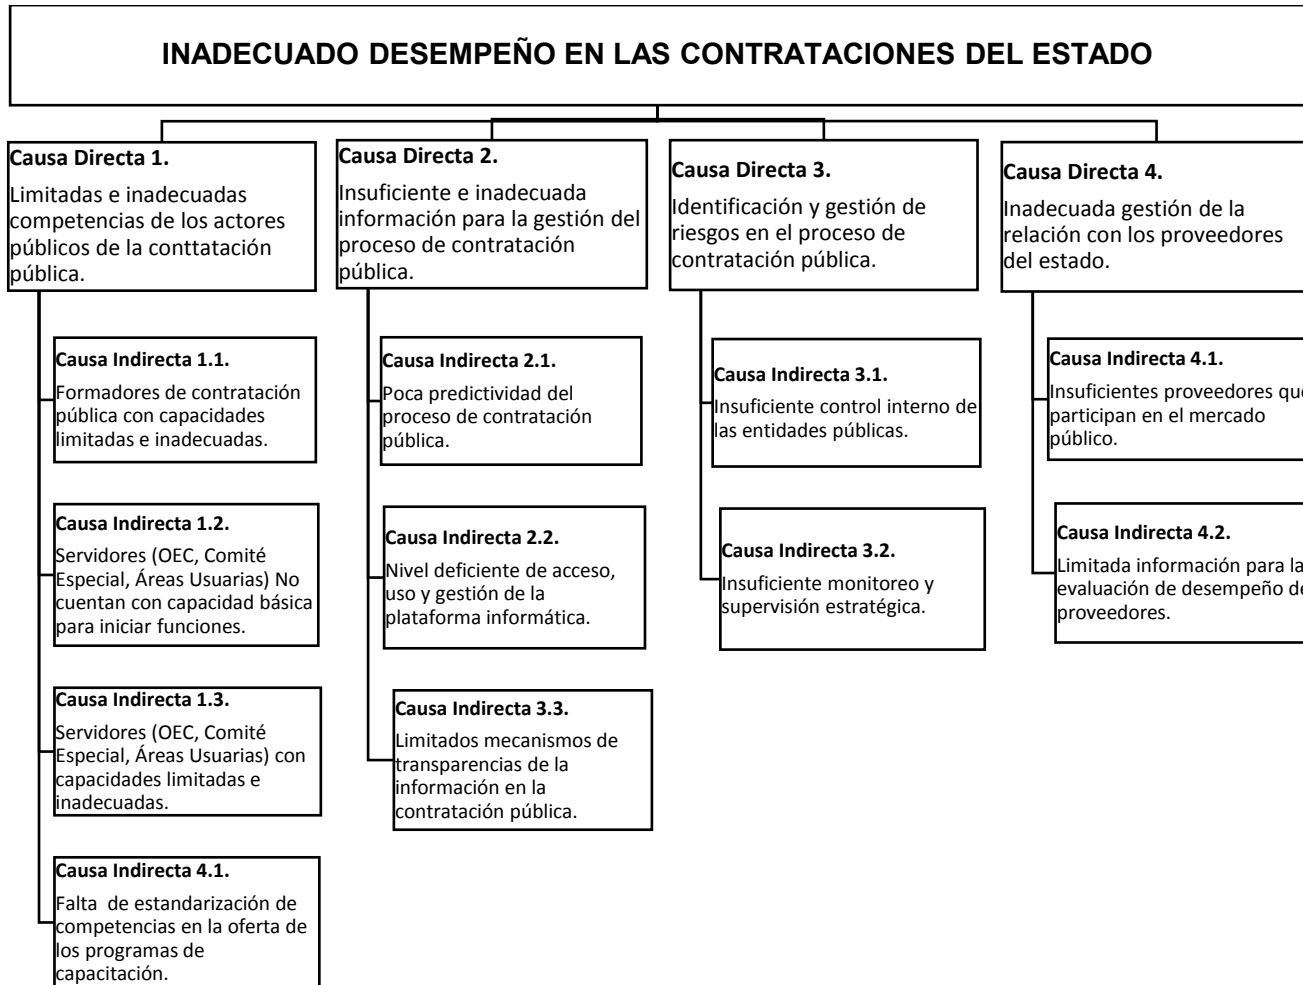 INADECUADO DESEMPEÑO EN LAS CONTRATACIONES DEL ESTADO
Causa Directa 1.
Limitadas e inadecuadas
competencias de los actores
públicos de la conttatación
pública.
Causa Indirecta 1.1.
Formadores de contratación
pública con capacidades
limitadas e inadecuadas.
Causa Indirecta 1.2.
Servidores (OEC, Comité
Especial, Áreas Usuarias) No
cuentan con capacidad básica
para iniciar funciones.
Causa Indirecta 1.3.
Servidores (OEC, Comité
Especial, Áreas Usuarias) con
capacidades limitadas e
inadecuadas.
Causa Indirecta 4.1.
Falta  de estandarización de
competencias en la oferta de
los programas de
capacitación.
Causa Directa 2.
Insuficiente e inadecuada
información para la gestión del
proceso de contratación
pública.
Causa Indirecta 2.1.
Poca predictividad del
proceso de contratación
pública.
Causa Indirecta 2.2.
Nivel deficiente de acceso,
uso y gestión de la
plataforma informática.
Causa Indirecta 3.3.
Limitados mecanismos de
transparencias de la
información en la
contratación pública.
Causa Directa 3.
Identificación y gestión de
riesgos en el proceso de
contratación pública.
Causa Indirecta 3.1.
Insuficiente control interno de
las entidades públicas.
Causa Indirecta 3.2.
Insuficiente monitoreo y
supervisión estratégica.
Causa Directa 4.
Inadecuada gestión de la
relación con los proveedores
del estado.
Causa Indirecta 4.1.
Insuficientes proveedores que
participan en el mercado
público.
Causa Indirecta 4.2.
Limitada información para la
evaluación de desempeño de
proveedores.